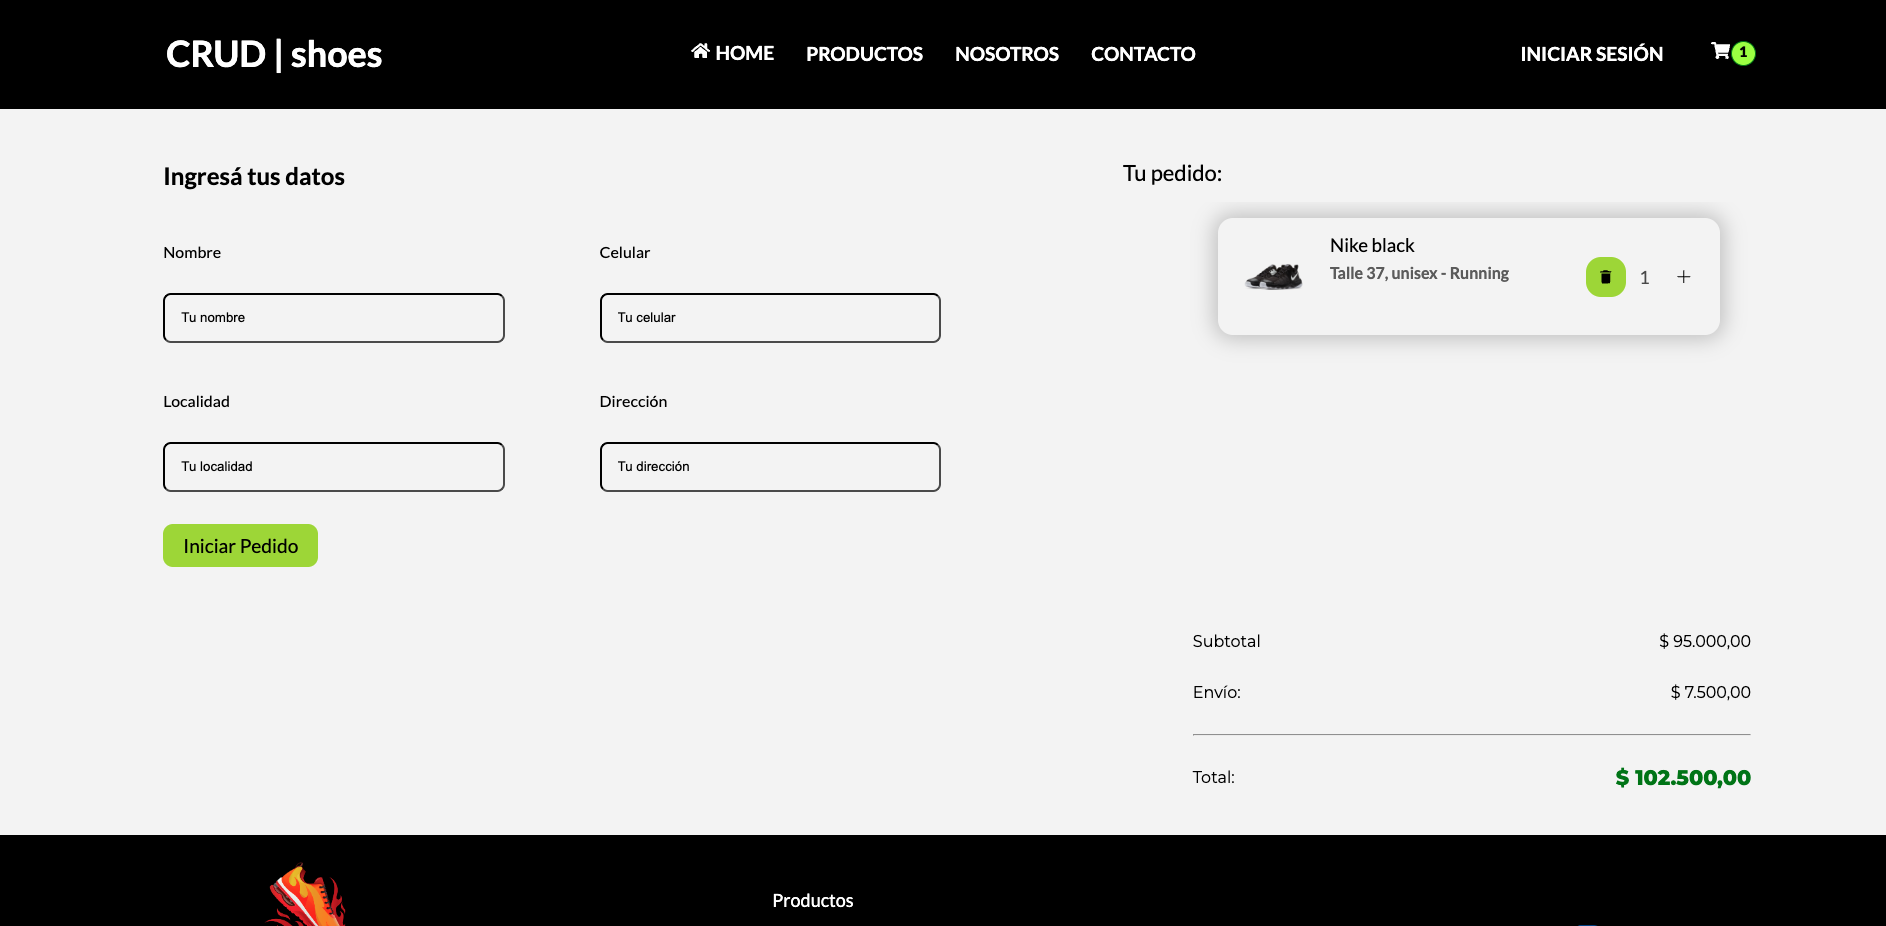 CRUD | shoes
HOME
PRODUCTOS
NOSOTROS
CONTACTO
INICIAR SESIÓN
1
Ingresá tus datos
Nombre
Celular
Tu nombre
Tu celular
Localidad
Dirección
Tu localidad
Tu dirección
Iniciar Pedido
Tu pedido:
Nike black
Talle 37, unisex - Running
1 +
Subtotal
$ 95.000,00
Envío:
$ 7.500,00
Total:
$ 102.500,00
Productos